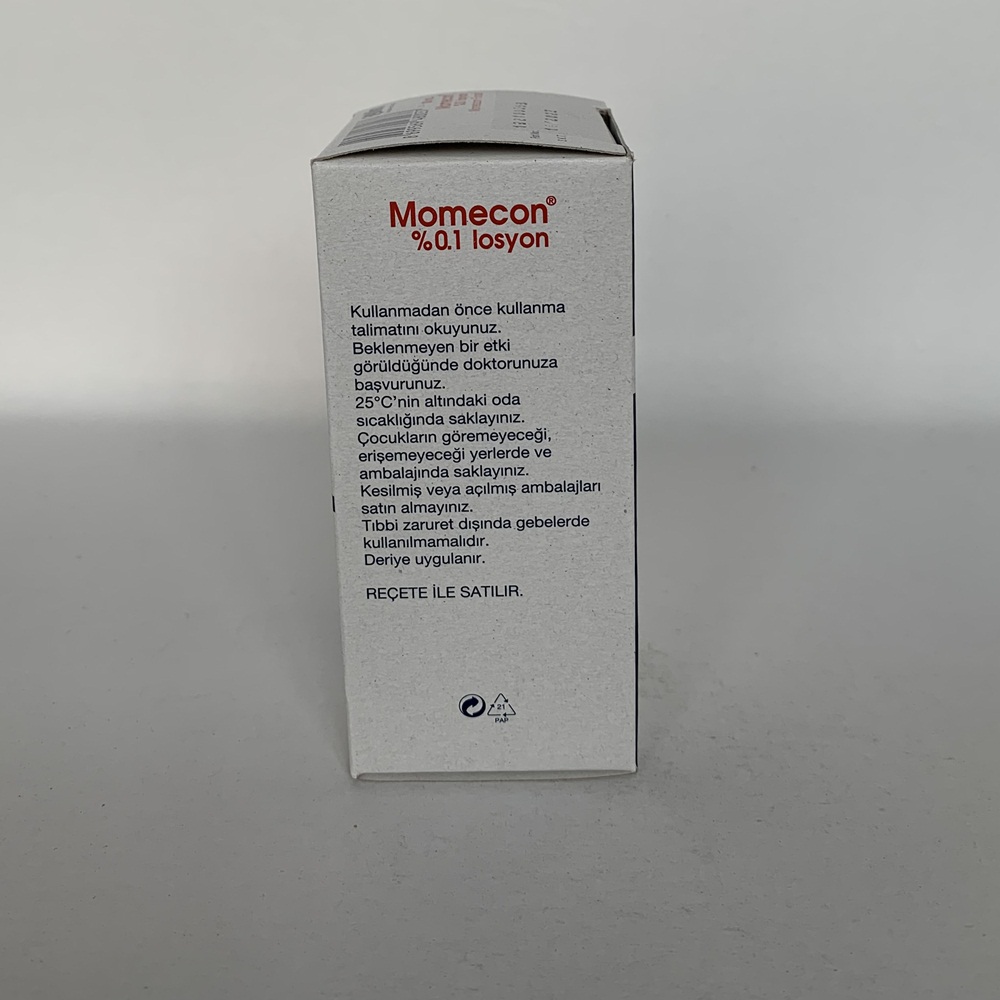 Momecon®
%0.1 losyon
Kullanmadan önce kullanma
talimatını okuyunuz.
Beklenmeyen bir etki
görüldüğünde doktorunuza
başvurunuz.
25°C'nin altındaki oda
sıcaklığında saklayınız.
Çocukların göremeyeceği,
erişemeyeceği yerlerde ve
ambalajında saklayınız.
Kesilmiş veya açılmış ambalajları
satın almayınız.
Tıbbi zaruret dışında gebelerde
kullanılmamalıdır.
Deriye uygulanır.
REÇETE İLE SATILIR.
21
PAP